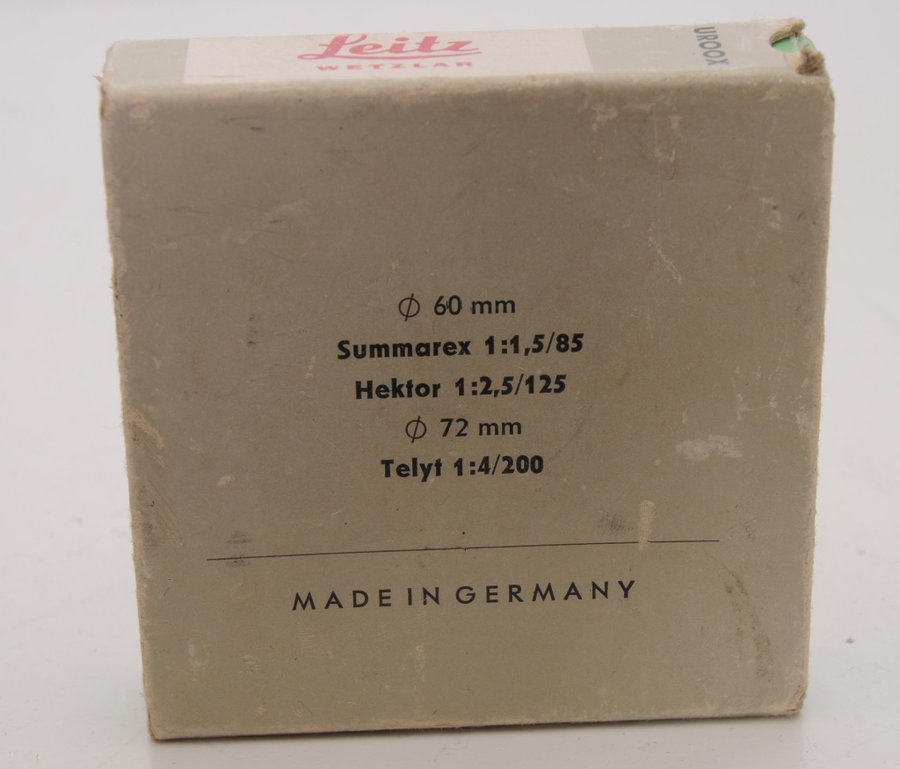 Leitz
WETZLAR
UROOX
⌀ 60 mm
Summarex 1:1,5/85
Hektor 1:2,5/125
⌀ 72 mm
Telyt 1:4/200
MADE IN GERMANY